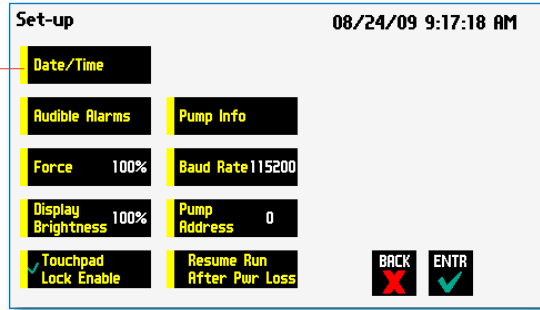 Set-up 08/24/09 9:17:18 AM
Date/Time
Audible Alarms Pump Info
Force 100% Baud Rate 115200
Display Brightness 100% Pump Address 0
Touchpad Lock Enable Resume Run After Pwr Loss
BACK ENTR